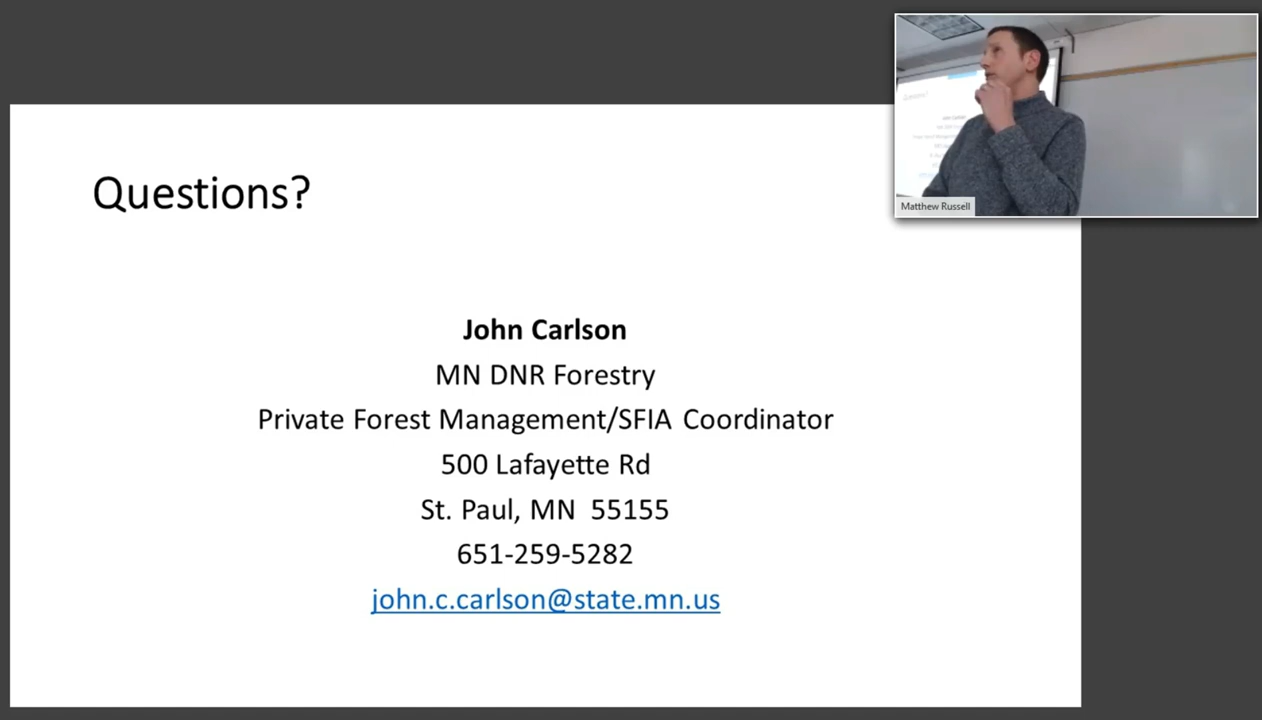 Questions?
John Carlson
MN DNR Forestry
Private Forest Management/SFIA Coordinator
500 Lafayette Rd
St. Paul, MN  55155
651-259-5282
john.c.carlson@state.mn.us
Matthew Russell